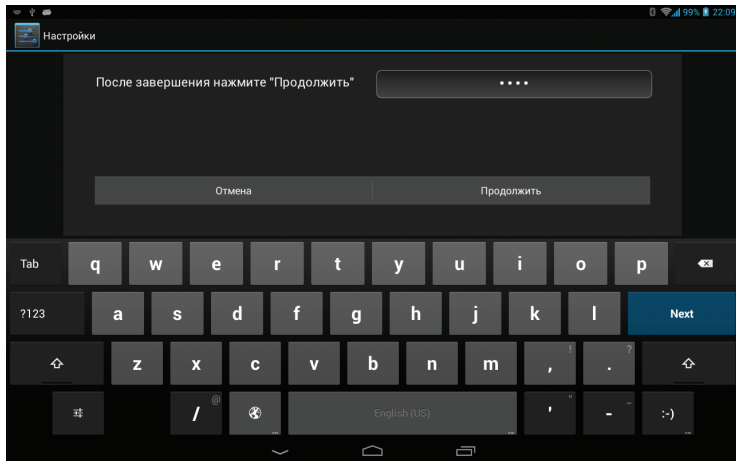 99% 22:09
Настройки
После завершения нажмите "Продолжить" ••••
Отмена Продолжить
Tab q w e r t y u i o p
?123 a s d f g h j k l Next
z x c v b n m , ! . ?
/ @ English (US) ' " - _ :-)